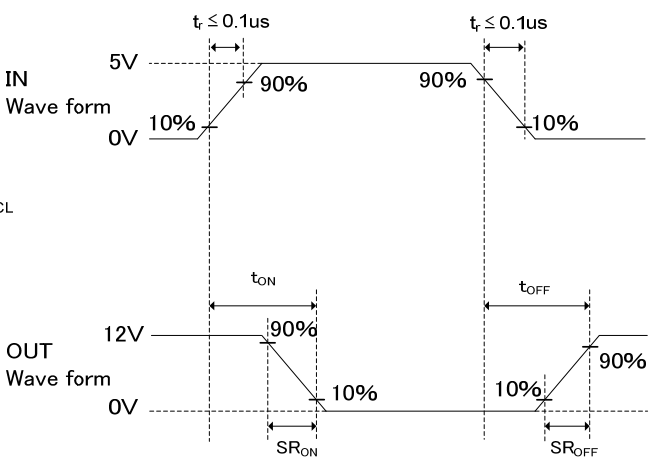 tr ≤ 0.1us
tr ≤ 0.1us
5V
IN
90%
90%
Wave form
10%
10%
0V
CL
tON
tOFF
12V
90%
OUT
90%
Wave form
10%
10%
0V
SRON
SROFF